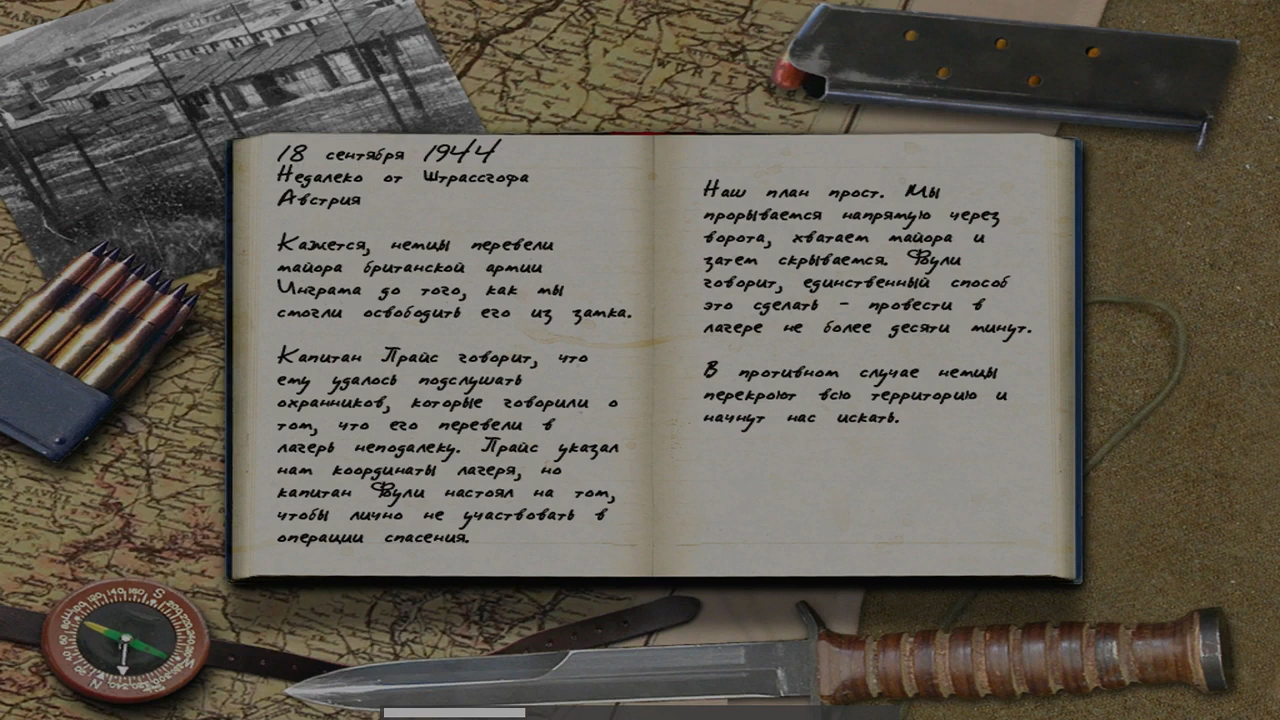 18 сентября 1944
Недалеко от Штрассгофа
Австрия
Кажется, немцы перевели
майора британской армии
Инграма до того, как мы
смогли освободить его из замка.
Капитан Прайс говорит, что
ему удалось подслушать
охранников, которые говорили о
том, что его перевели в
лагерь неподалеку. Прайс указал
нам координаты лагеря, но
капитан Фоули настоял на том,
чтобы лично не участвовать в
операции спасения.
Наш план прост. Мы
прорываемся напрямую через
ворота, хватаем майора и
затем скрываемся. Фоули
говорит, единственный способ
это сделать - провести в
лагере не более десяти минут.
В противном случае немцы
перекроют всю территорию и
начнут нас искать.